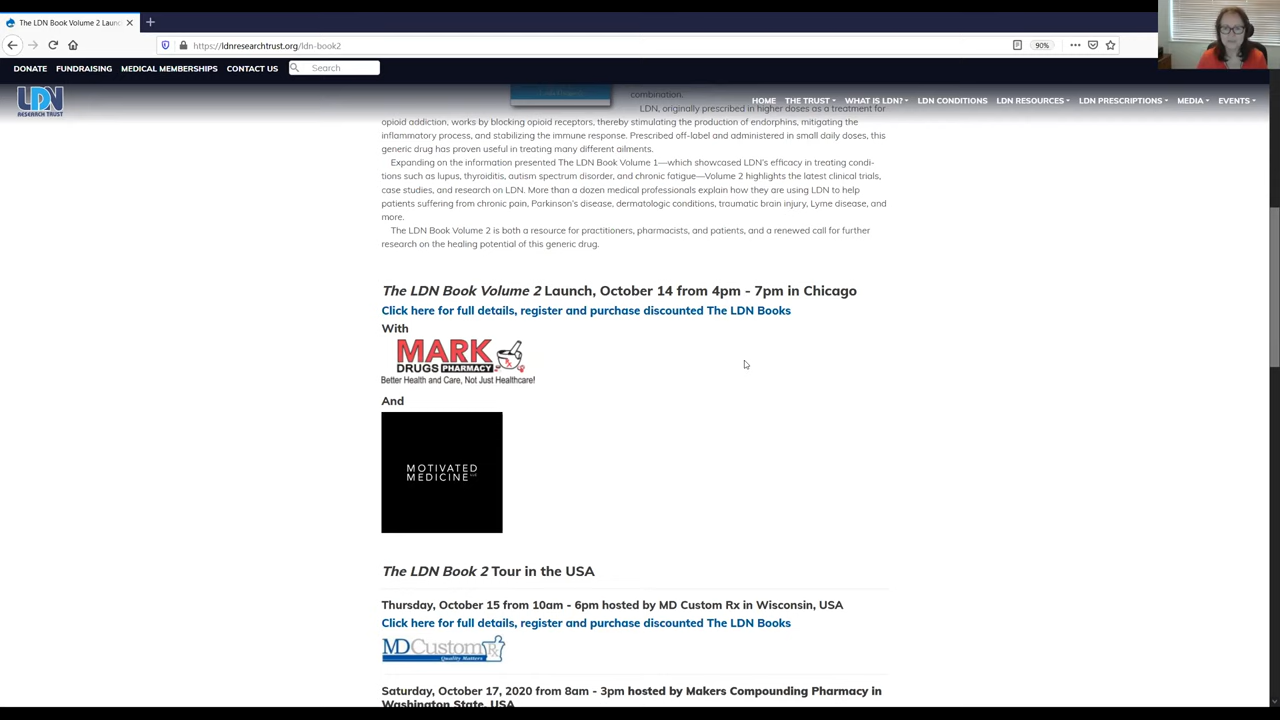 The LDN Book Volume 2 Laun
https://ldnresearchtrust.org/ldn-book2
90%
DONATE FUNDRAISING MEDICAL MEMBERSHIPS CONTACT US Search
LDN
RESEARCH TRUST
HOME THE TRUST WHAT IS LDN? LDN CONDITIONS LDN RESOURCES LDN PRESCRIPTIONS MEDIA EVENTS
combination.
LDN, originally prescribed in higher doses as a treatment for
opioid addiction, works by blocking opioid receptors, thereby stimulating the production of endorphins, mitigating the
inflammatory process, and stabilizing the immune response. Prescribed off-label and administered in small daily doses, this
generic drug has proven useful in treating many different ailments.
Expanding on the information presented The LDN Book Volume 1—which showcased LDN's efficacy in treating condi-
tions such as lupus, thyroiditis, autism spectrum disorder, and chronic fatigue—Volume 2 highlights the latest clinical trials,
case studies, and research on LDN. More than a dozen medical professionals explain how they are using LDN to help
patients suffering from chronic pain, Parkinson's disease, dermatologic conditions, traumatic brain injury, Lyme disease, and
more.
The LDN Book Volume 2 is both a resource for practitioners, pharmacists, and patients, and a renewed call for further
research on the healing potential of this generic drug.
The LDN Book Volume 2 Launch, October 14 from 4pm - 7pm in Chicago
Click here for full details, register and purchase discounted The LDN Books
With
MARK
DRUGS PHARMACY
Better Health and Care, Not Just Healthcare!
And
MOTIVATED
MEDICINE
The LDN Book 2 Tour in the USA
Thursday, October 15 from 10am - 6pm hosted by MD Custom Rx in Wisconsin, USA
Click here for full details, register and purchase discounted The LDN Books
MDCustom Rx
Quality Matters
Saturday, October 17, 2020 from 8am - 3pm hosted by Makers Compounding Pharmacy in
Washington State, USA